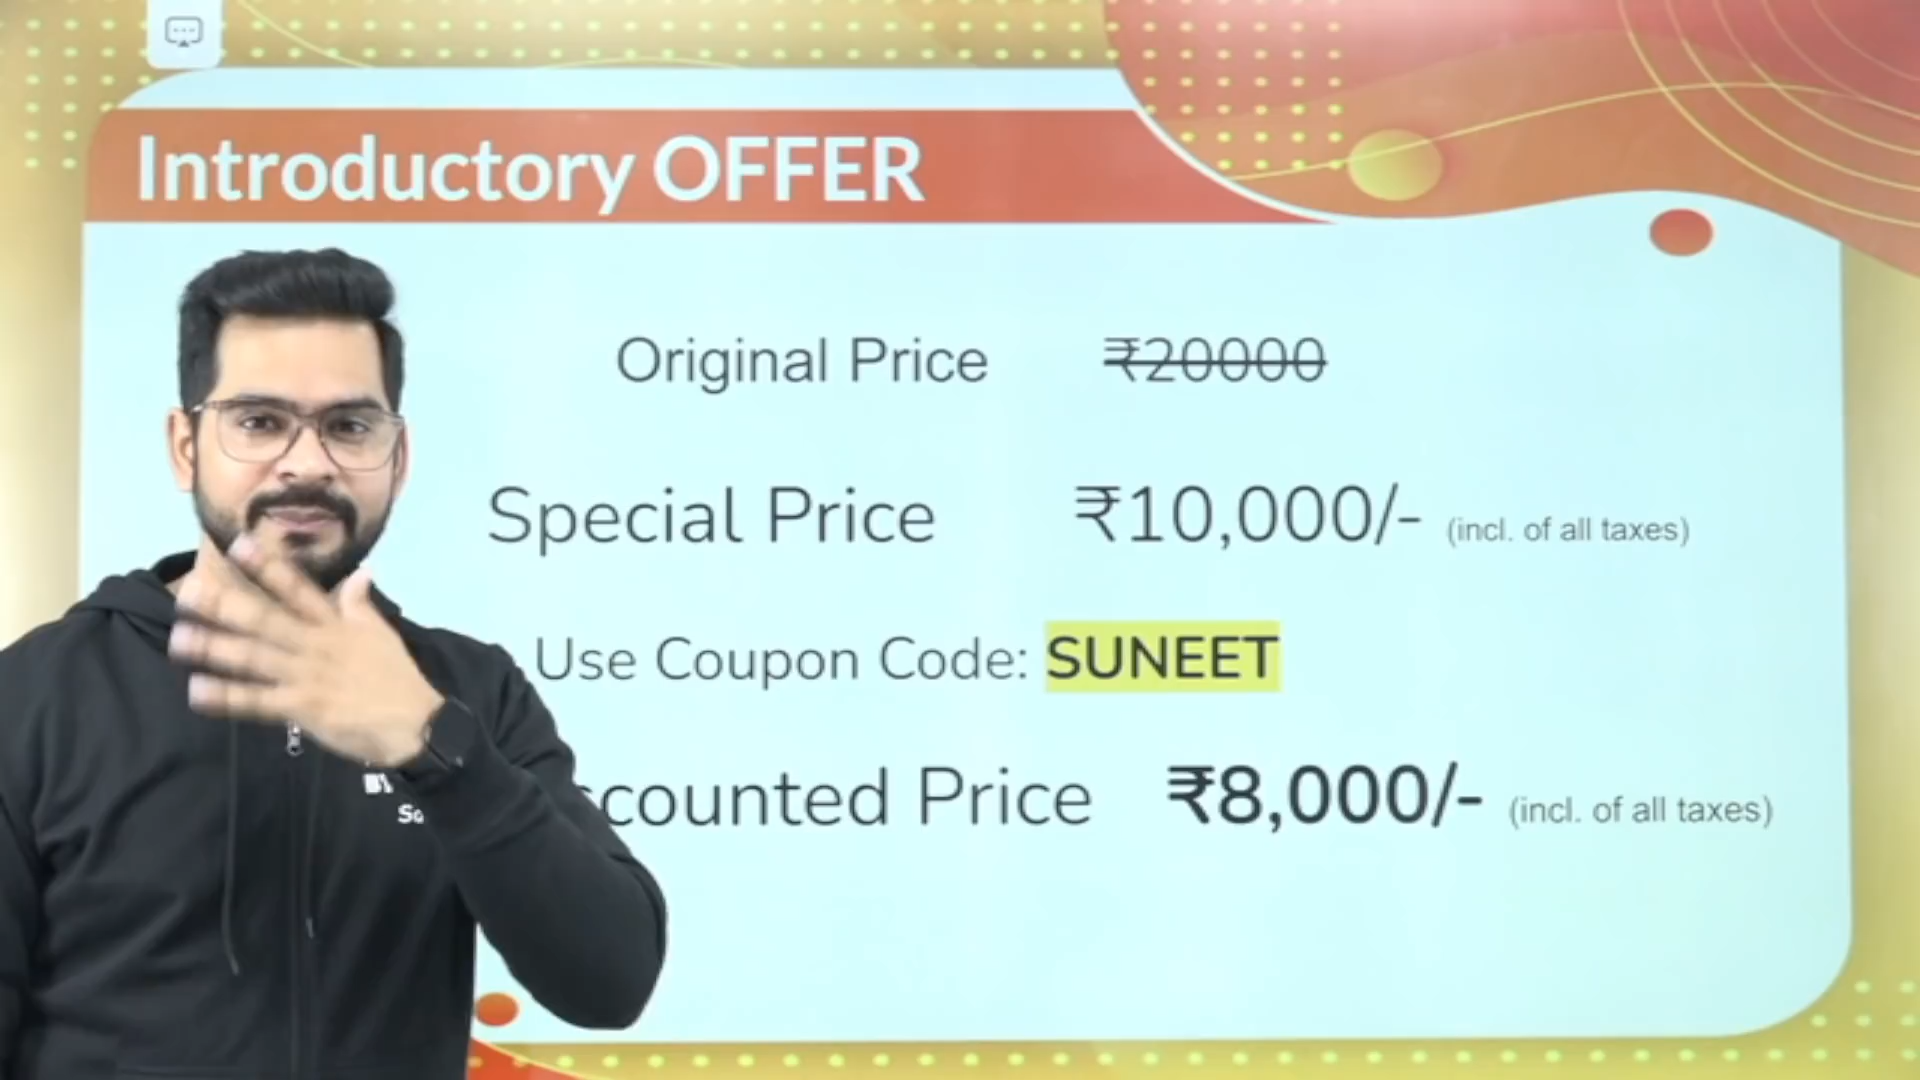 Introductory OFFER
Original Price ₹20000
Special Price ₹10,000/- (incl. of all taxes)
Use Coupon Code: SUNEET
counted Price ₹8,000/- (incl. of all taxes)